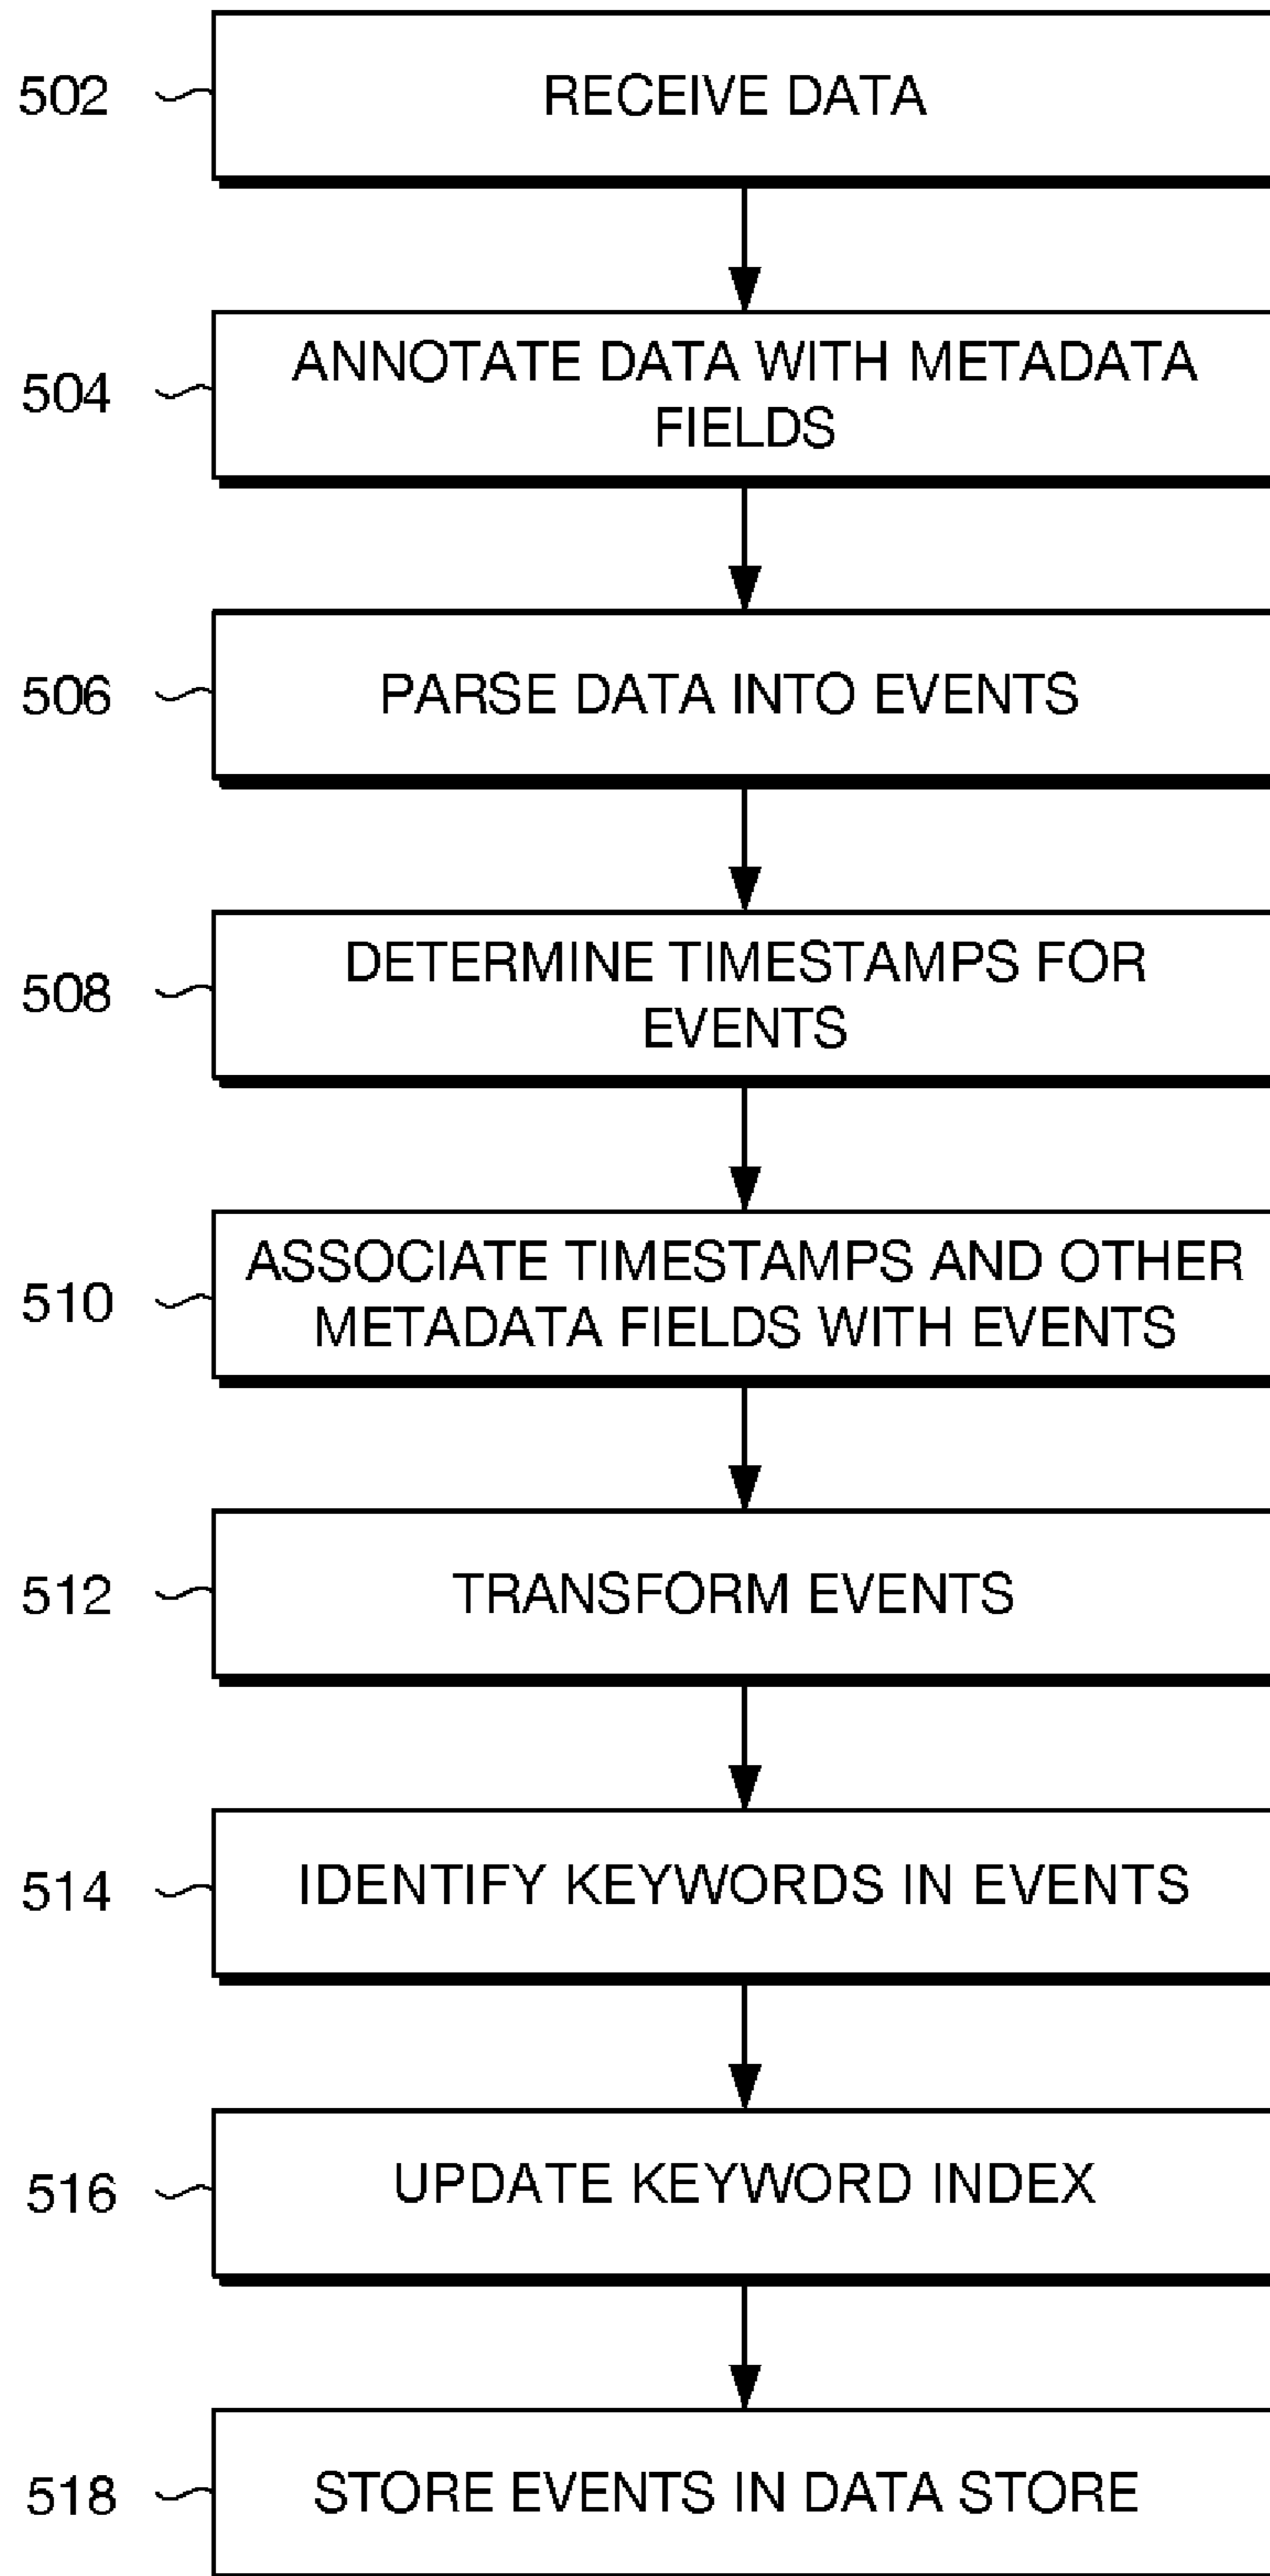 502
RECEIVE DATA
504
ANNOTATE DATA WITH METADATA
FIELDS
506
PARSE DATA INTO EVENTS
508
DETERMINE TIMESTAMPS FOR
EVENTS
510
ASSOCIATE TIMESTAMPS AND OTHER
METADATA FIELDS WITH EVENTS
512
TRANSFORM EVENTS
514
IDENTIFY KEYWORDS IN EVENTS
516
UPDATE KEYWORD INDEX
518
STORE EVENTS IN DATA STORE